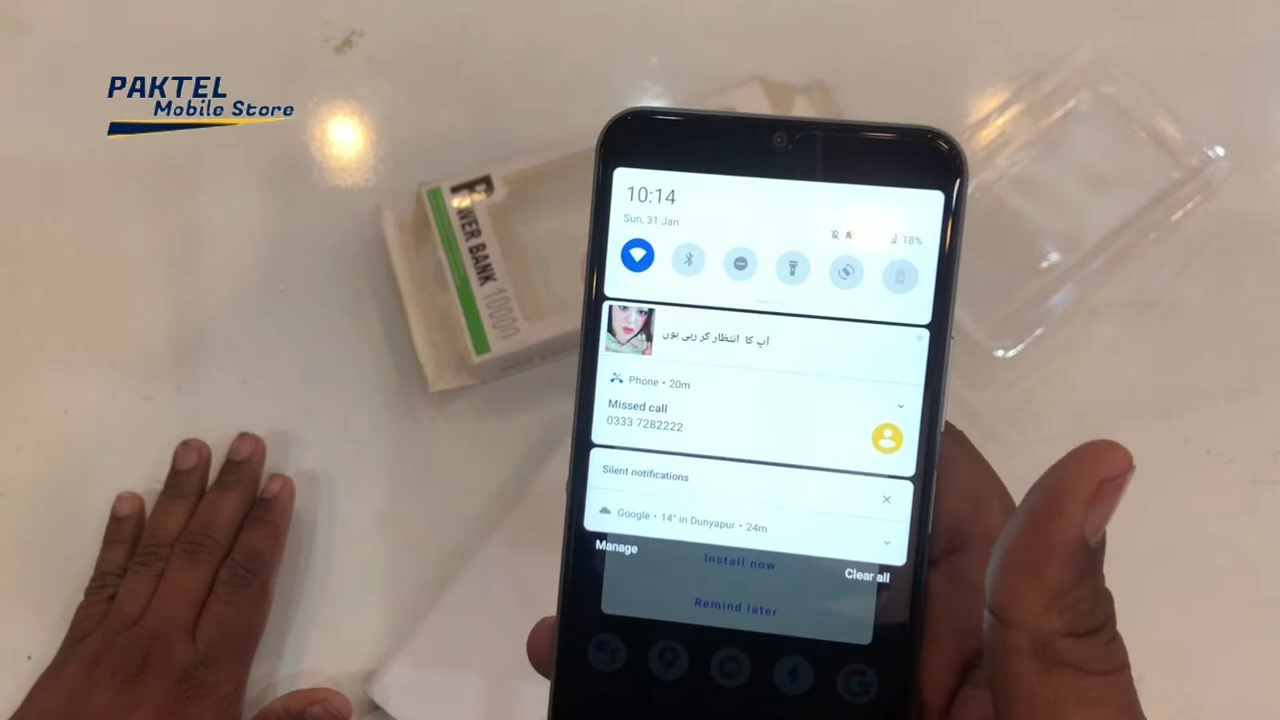 PAKTEL
Mobile Store
POWER BANK 10000
10:14
Sun, 31 Jan
18%
آپ کا انتظار کر رہی ہوں
Phone • 20m
Missed call
0333 7282222
Silent notifications
Google • 14° in Dunyapur • 24m
Manage
Clear all
Install now
Remind later